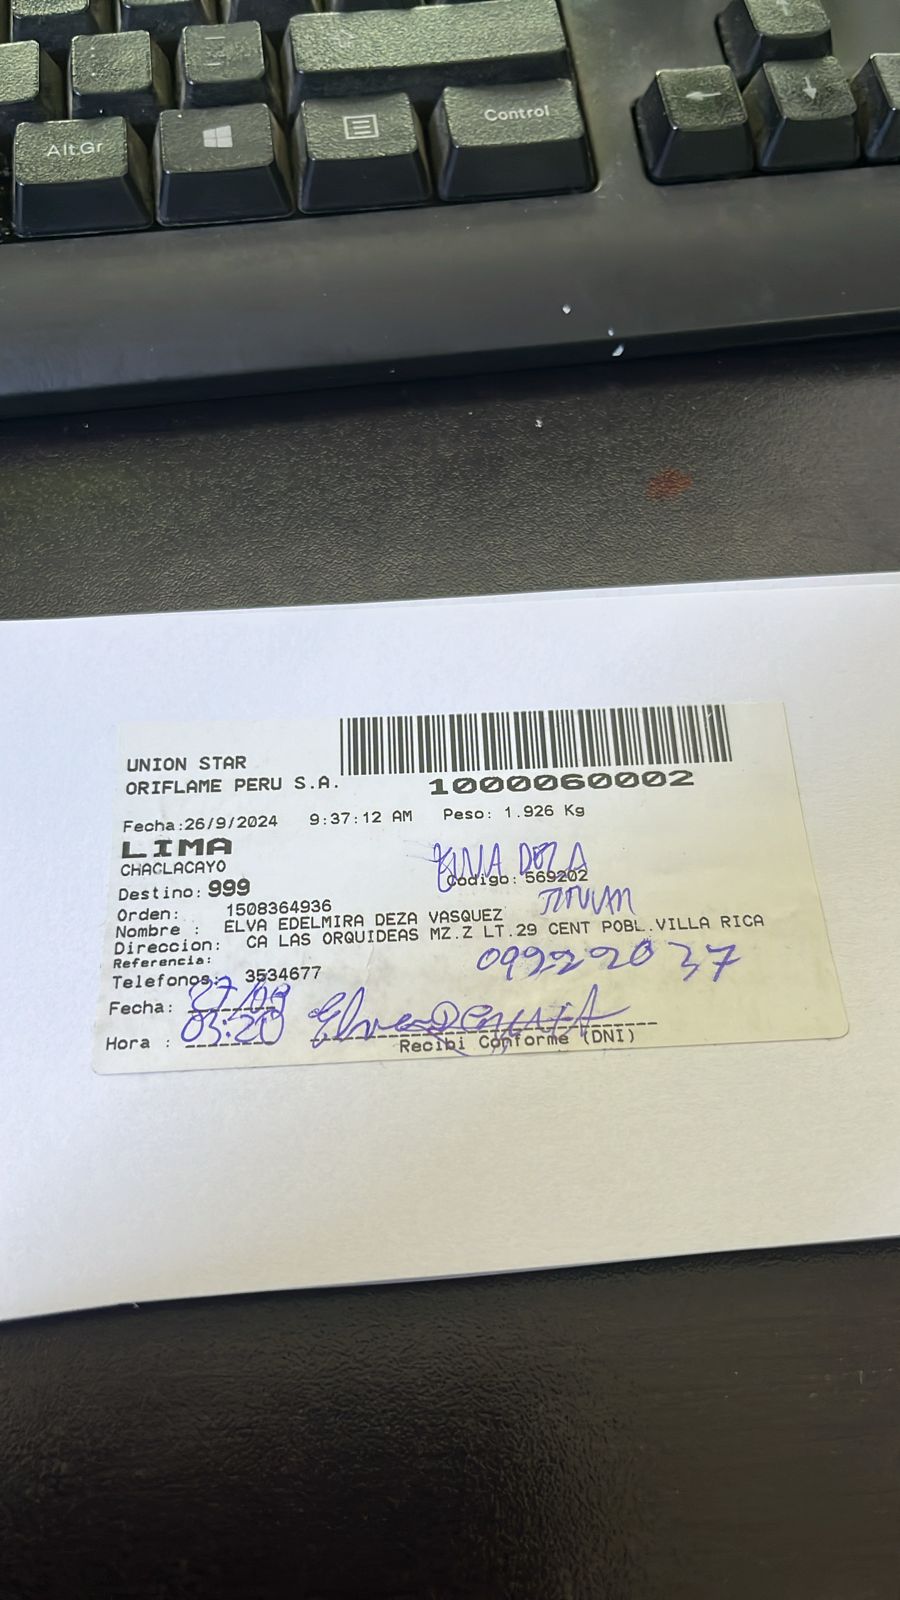 Alt.Gr
Control
UNION STAR
ORIFLAME PERU S.A.
1000060002
Fecha:26/9/2024 9:37:12 AM Peso: 1.926 Kg
LIMA
CHACLACAYO
DEZA
Destino: 999 Codigo: 569202
Orden: 1508364936
Nombre : ELVA EDELMIRA DEZA VASQUEZ
Direccion: CA LAS ORQUIDEAS MZ.Z LT.29 CENT POBL.VILLA RICA
Referencia:
Telefonos: 3534677
Fecha: 27/09
Hora : 03:20
Recibi Conforme (DNI)